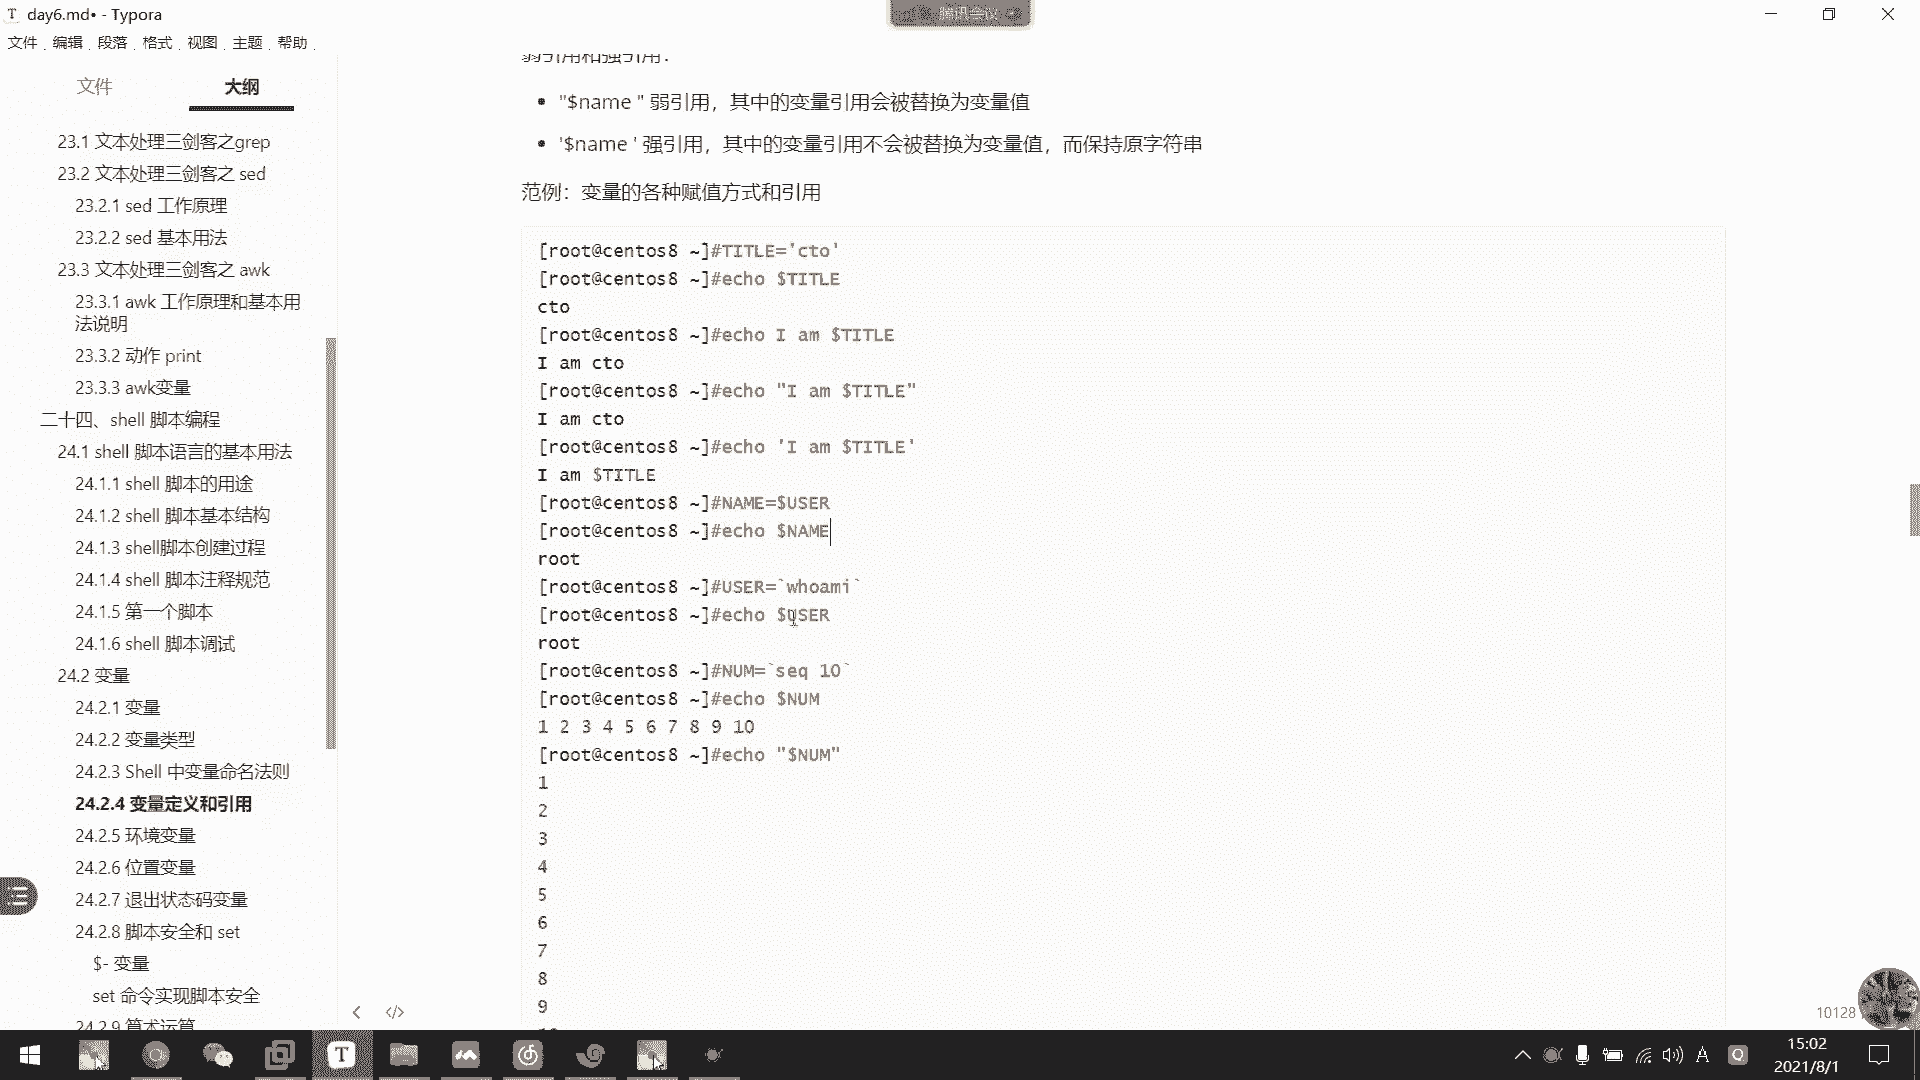 day6.md• - Typora
腾讯会议
文件 编辑 段落 格式 视图 主题 帮助
文件 大纲
23.1 文本处理三剑客之grep
23.2 文本处理三剑客之 sed
23.2.1 sed 工作原理
23.2.2 sed 基本用法
23.3 文本处理三剑客之 awk
23.3.1 awk 工作原理和基本用
法说明
23.3.2 动作 print
23.3.3 awk变量
二十四、shell 脚本编程
24.1 shell 脚本语言的基本用法
24.1.1 shell 脚本的用途
24.1.2 shell 脚本基本结构
24.1.3 shell脚本创建过程
24.1.4 shell 脚本注释规范
24.1.5 第一个脚本
24.1.6 shell 脚本调试
24.2 变量
24.2.1 变量
24.2.2 变量类型
24.2.3 Shell 中变量命名法则
24.2.4 变量定义和引用
24.2.5 环境变量
24.2.6 位置变量
24.2.7 退出状态码变量
24.2.8 脚本安全和 set
$- 变量
set 命令实现脚本安全
24.2.9 算术运算
弱引用和强引用：
• "$name " 弱引用，其中的变量引用会被替换为变量值
• '$name ' 强引用，其中的变量引用不会被替换为变量值，而保持原字符串
范例：变量的各种赋值方式和引用
[root@centos8 ~]#TITLE='cto'
[root@centos8 ~]#echo $TITLE
cto
[root@centos8 ~]#echo I am $TITLE
I am cto
[root@centos8 ~]#echo "I am $TITLE"
I am cto
[root@centos8 ~]#echo 'I am $TITLE'
I am $TITLE
[root@centos8 ~]#NAME=$USER
[root@centos8 ~]#echo $NAME
root
[root@centos8 ~]#USER=`whoami`
[root@centos8 ~]#echo $USER
root
[root@centos8 ~]#NUM=`seq 10`
[root@centos8 ~]#echo $NUM
1 2 3 4 5 6 7 8 9 10
[root@centos8 ~]#echo "$NUM"
1
2
3
4
5
6
7
8
9
10128
15:02
2021/8/1